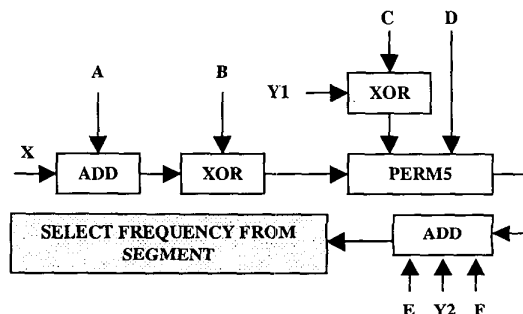 C D
A B
Y1 XOR
X ADD XOR PERM5
SELECT FREQUENCY FROM
SEGMENT
ADD
E Y2 F